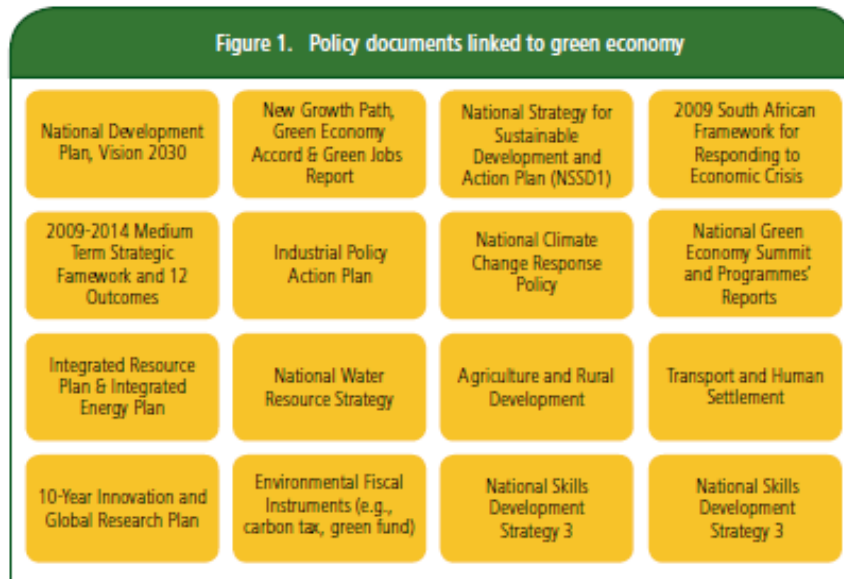 Figure 1. Policy documents linked to green economy
National Development
Plan, Vision 2030
New Growth Path,
Green Economy
Accord & Green Jobs
Report
National Strategy for
Sustainable
Development and
Action Plan (NSSD1)
2009 South African
Framework for
Responding to
Economic Crisis
2009-2014 Medium
Term Strategic
Famework and 12
Outcomes
Industrial Policy
Action Plan
National Climate
Change Response
Policy
National Green
Economy Summit
and Programmes'
Reports
Integrated Resource
Plan & Integrated
Energy Plan
National Water
Resource Strategy
Agriculture and Rural
Development
Transport and Human
Settlement
10-Year Innovation and
Global Research Plan
Environmental Fiscal
Instruments (e.g.,
carbon tax, green fund)
National Skills
Development
Strategy 3
National Skills
Development
Strategy 3